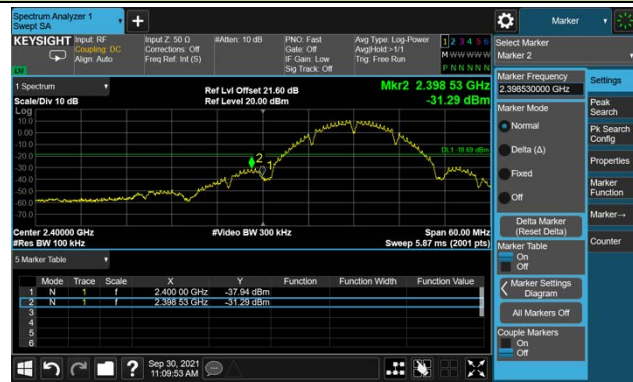 Spectrum Analyzer 1
Swept SA
+
Marker
KEYSIGHT
Input: RF
Coupling: DC
Align: Auto
Input Z: 50 Ω
Corrections: Off
Freq Ref: Int (S)
#Atten: 10 dB
PNO: Fast
Gate: Off
IF Gain: Low
Sig Track: Off
Avg Type: Log-Power
Avg|Hold:>1/1
Trig: Free Run
1 2 3 4 5 6
M W W W W W
P N N N N N
LXI
Select Marker
Marker 2
1 Spectrum
Scale/Div 10 dB
Ref Lvl Offset 21.60 dB
Ref Level 20.00 dBm
Mkr2 2.398 53 GHz
-31.29 dBm
Log
10.0
0.00
-10.0
-20.0
-30.0
-40.0
-50.0
-60.0
-70.0
DL1 -18.69 dBm
2
1
Center 2.40000 GHz
#Res BW 100 kHz
#Video BW 300 kHz
Span 60.00 MHz
Sweep 5.87 ms (2001 pts)
5 Marker Table
Mode Trace Scale X Y Function Function Width Function Value
1 N 1 f 2.400 00 GHz -37.94 dBm
2 N 1 f 2.398 53 GHz -31.29 dBm
3
4
5
6
Marker Frequency
2.398530000 GHz
Marker Mode
Normal
Delta (Δ)
Fixed
Off
Delta Marker
(Reset Delta)
Marker Table
On
Off
Marker Settings
Diagram
All Markers Off
Couple Markers
On
Off
Settings
Peak
Search
Pk Search
Config
Properties
Marker
Function
Marker→
Counter
?
Sep 30, 2021
11:09:53 AM